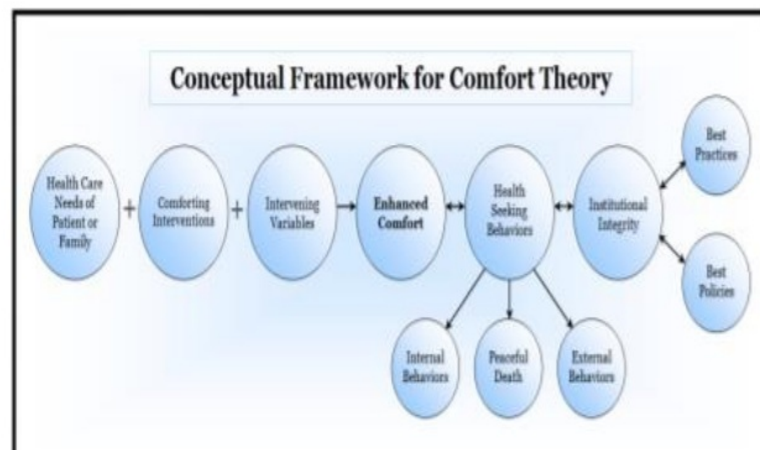 Conceptual Framework for Comfort Theory
Health Care
Needs of
Patient or
Family
+
Comforting
Interventions
+
Intervening
Variables
Enhanced
Comfort
Health
Seeking
Behaviors
Institutional
Integrity
Best
Practices
Best
Policies
Internal
Behaviors
Peaceful
Death
External
Behaviors